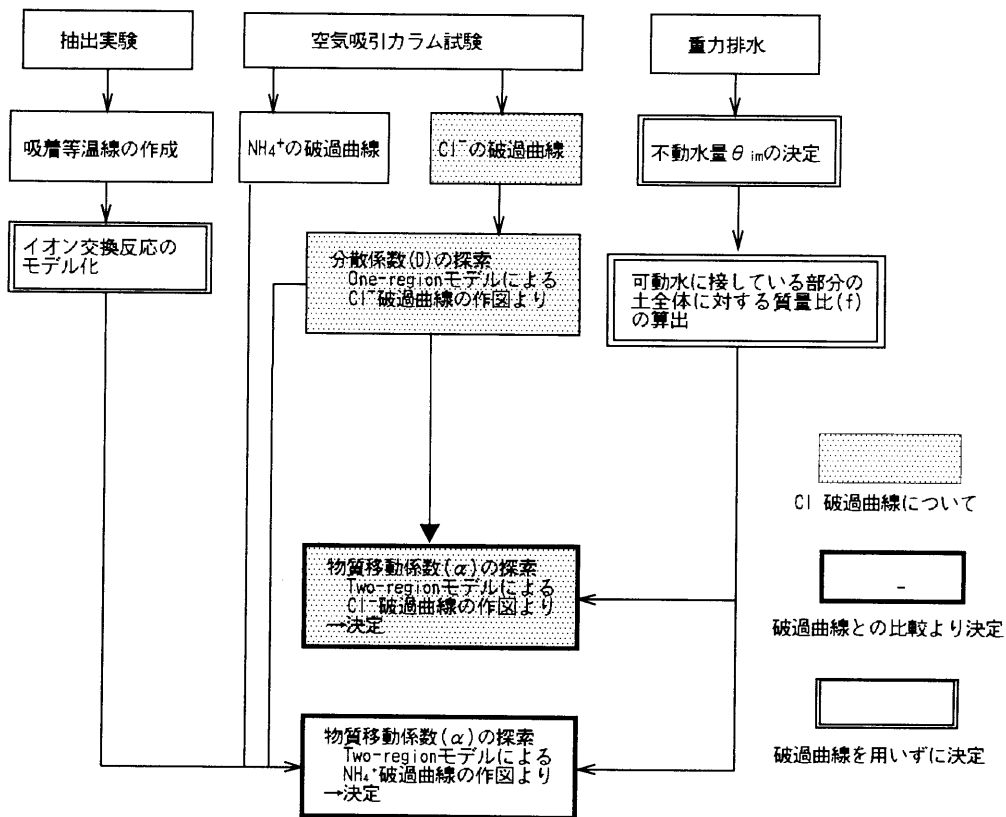 抽出実験
空気吸引カラム試験
重力排水
吸着等温線の作成
NH₄⁺の破過曲線
Cl⁻の破過曲線
不動水量θimの決定
イオン交換反応の
モデル化
分散係数(D)の探索
One-regionモデルによる
Cl⁻破過曲線の作図より
可動水に接している部分の
土全体に対する質量比(f)
の算出
物質移動係数(α)の探索
Two-regionモデルによる
Cl⁻破過曲線の作図より
→決定
物質移動係数(α)の探索
Two-regionモデルによる
NH₄⁺破過曲線の作図より
→決定
Cl 破過曲線について
－
破過曲線との比較より決定
破過曲線を用いずに決定